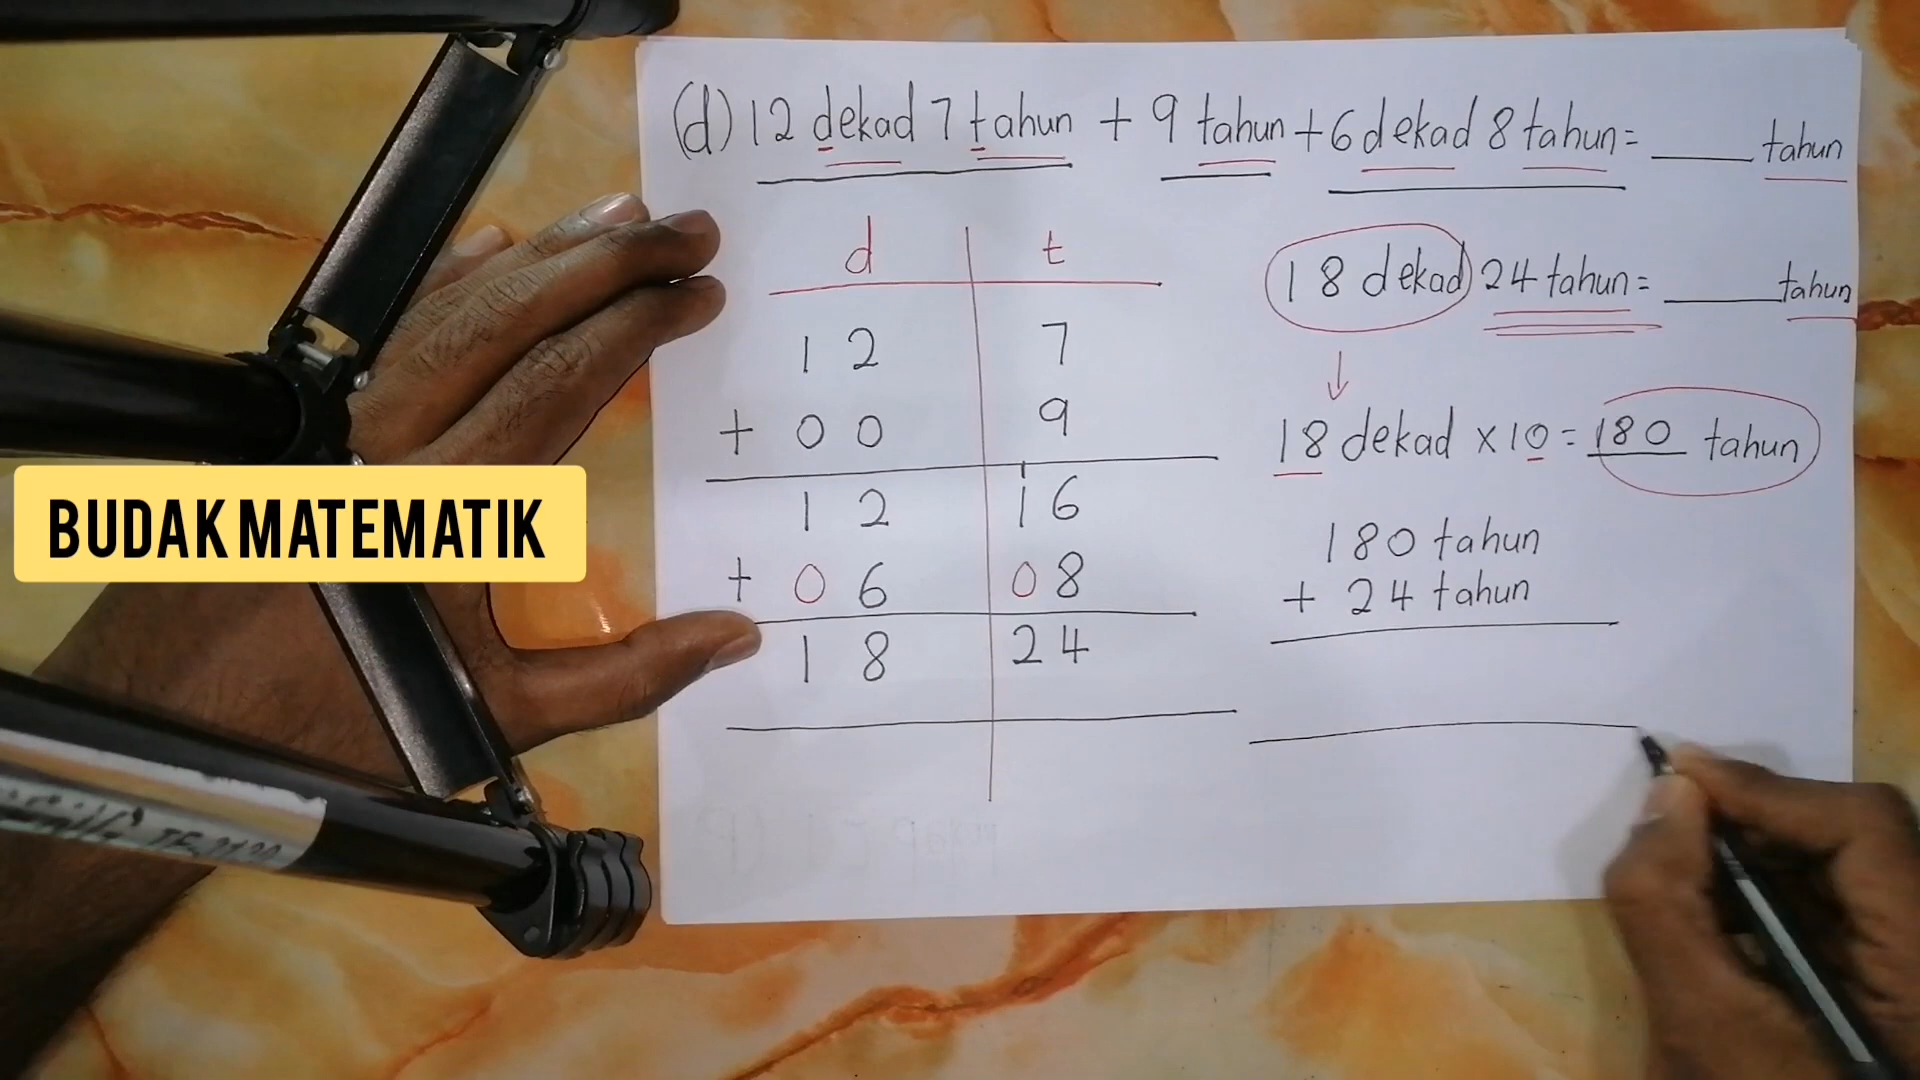 (d) 12 dekad 7 tahun + 9 tahun + 6 dekad 8 tahun = ____ tahun
d t
12 7
+ 00 9
12 16
+ 06 08
18 24
18 dekad 24 tahun = ____ tahun
18 dekad × 10 = 180 tahun
180 tahun
+ 24 tahun
BUDAK MATEMATIK